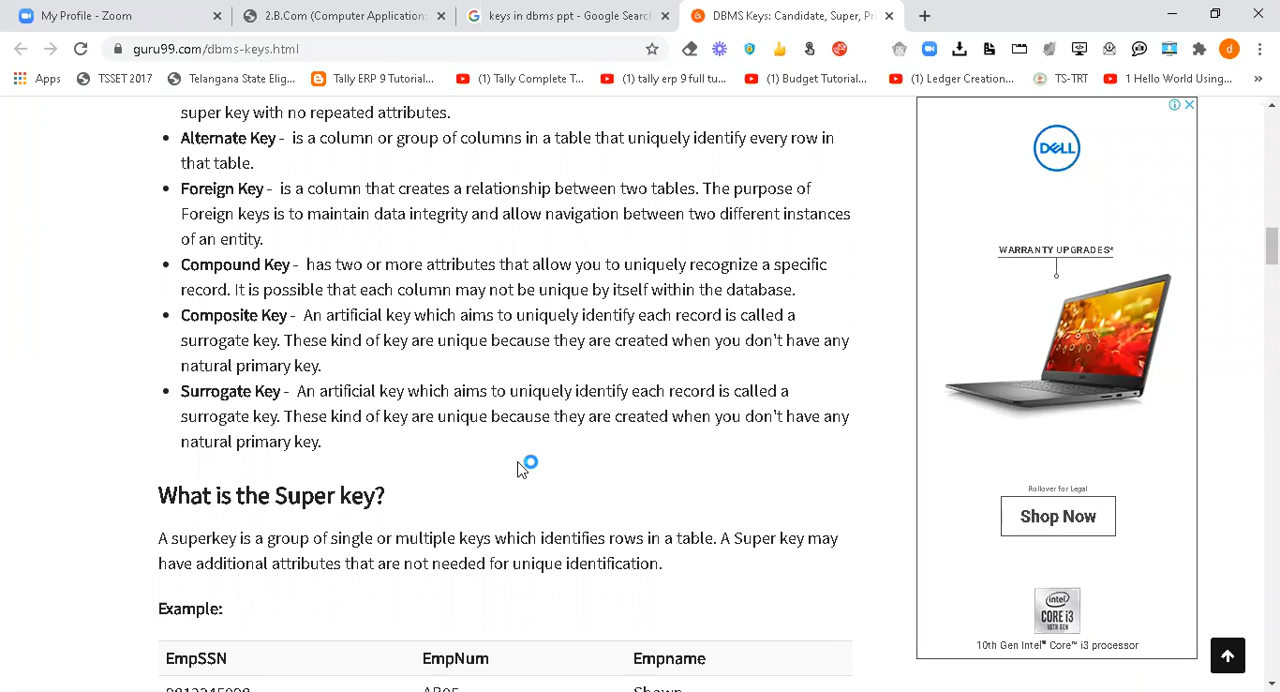 My Profile - Zoom
2.B.Com (Computer Application:
keys in dbms ppt - Google Search
DBMS Keys: Candidate, Super, Pri
guru99.com/dbms-keys.html
d
Apps
TSSET 2017
Telangana State Elig...
Tally ERP 9 Tutorial...
(1) Tally Complete T...
(1) tally erp 9 full tu...
(1) Budget Tutorial...
(1) Ledger Creation...
TS-TRT
1 Hello World Using...
super key with no repeated attributes.
Alternate Key - is a column or group of columns in a table that uniquely identify every row in
that table.
Foreign Key - is a column that creates a relationship between two tables. The purpose of
Foreign keys is to maintain data integrity and allow navigation between two different instances
of an entity.
Compound Key - has two or more attributes that allow you to uniquely recognize a specific
record. It is possible that each column may not be unique by itself within the database.
Composite Key - An artificial key which aims to uniquely identify each record is called a
surrogate key. These kind of key are unique because they are created when you don't have any
natural primary key.
Surrogate Key - An artificial key which aims to uniquely identify each record is called a
surrogate key. These kind of key are unique because they are created when you don't have any
natural primary key.
What is the Super key
A superkey is a group of single or multiple keys which identifies rows in a table. A Super key may
have additional attributes that are not needed for unique identification.
Example:
EmpSSN EmpNum Empname
DELL
WARRANTY UPGRADES*
Rollover for Legal
Shop Now
intel
CORE i3
10TH GEN
10th Gen Intel® Core™ i3 processor